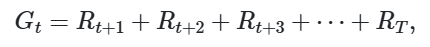 G_t = R_{t+1} + R_{t+2} + R_{t+3} + ⋯ + R_T,